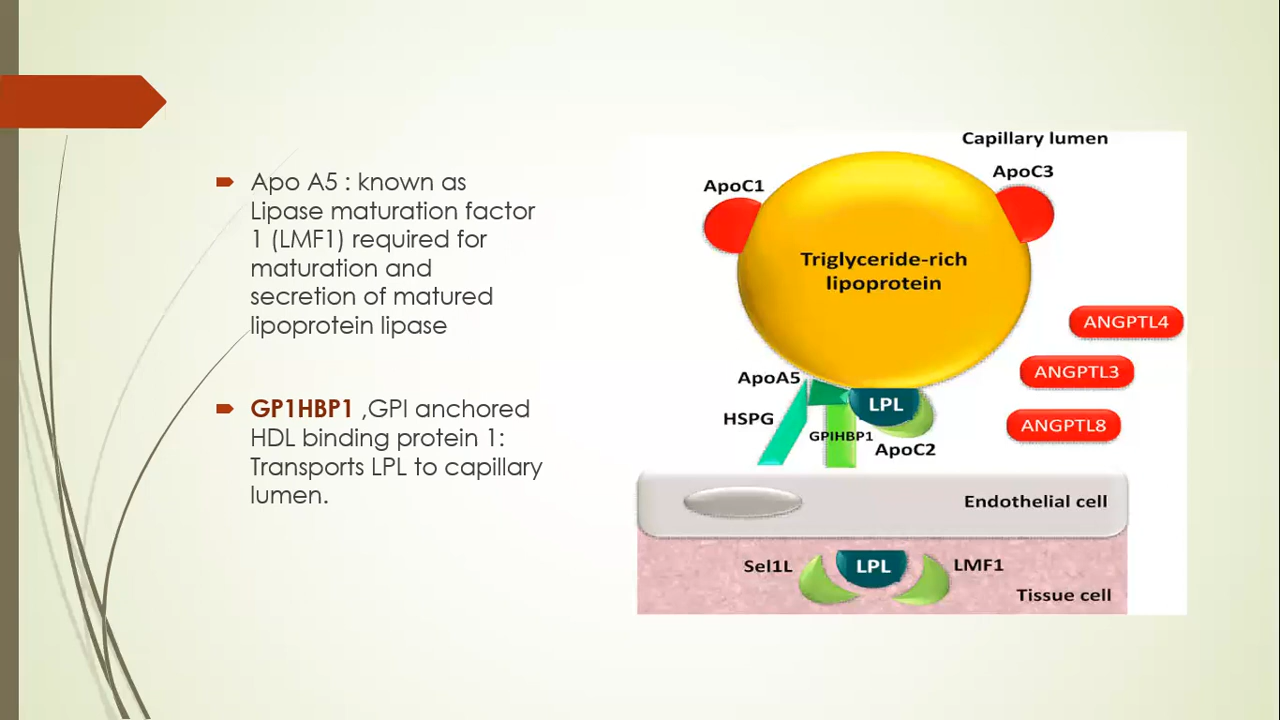 Apo A5 : known as
Lipase maturation factor
1 (LMF1) required for
maturation and
secretion of matured
lipoprotein lipase
GP1HBP1 ,GPI anchored
HDL binding protein 1:
Transports LPL to capillary
lumen.
Capillary lumen
ApoC1
ApoC3
Triglyceride-rich
lipoprotein
ANGPTL4
ANGPTL3
ANGPTL8
ApoA5
HSPG
LPL
GPIHBP1
ApoC2
Endothelial cell
Sel1L
LPL
LMF1
Tissue cell